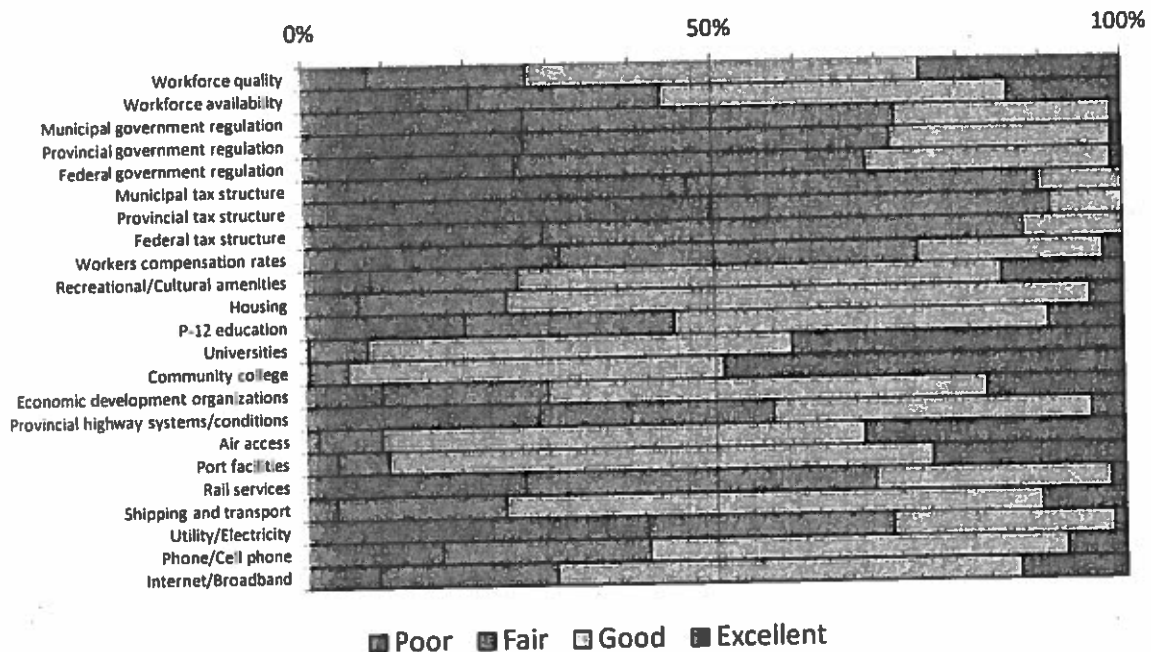 0% 50% 100%
Workforce quality
Workforce availability
Municipal government regulation
Provincial government regulation
Federal government regulation
Municipal tax structure
Provincial tax structure
Federal tax structure
Workers compensation rates
Recreational/Cultural amenities
Housing
P-12 education
Universities
Community college
Economic development organizations
Provincial highway systems/conditions
Air access
Port facilities
Rail services
Shipping and transport
Utility/Electricity
Phone/Cell phone
Internet/Broadband
Poor Fair Good Excellent